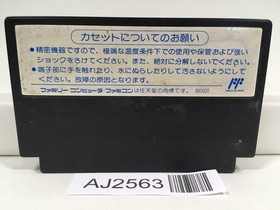 カセットについてのお願い
●精密機器ですので、極端な温度条件下での使用や保管および強い
ショックをさけてください。また、絶対に分解しないでください。
●端子部に手を触れたり、水にぬらしたりして汚さないようにして
ください。故障の原因となります。
ファミリー コンピュータ・ファミコンは任天堂の商標です。
FF
AJ2563